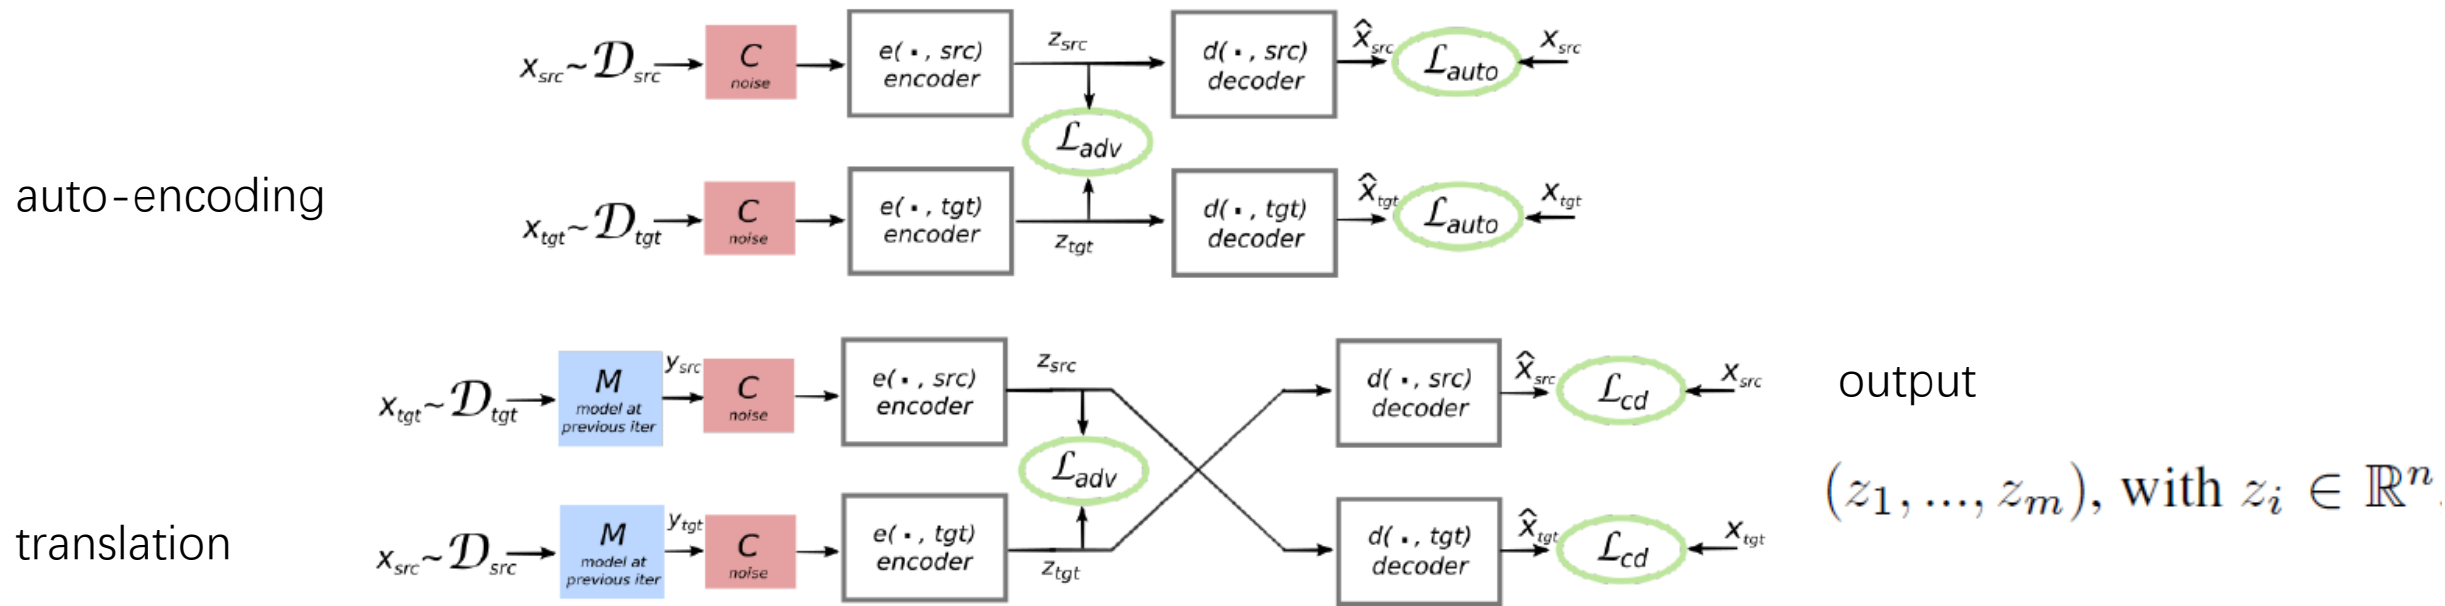 x_src ~ D_src C noise e(·, src) encoder z_src d(·, src) decoder x̂_src L_auto x_src
L_adv
auto-encoding
x_tgt ~ D_tgt C noise e(·, tgt) encoder z_tgt d(·, tgt) decoder x̂_tgt L_auto x_tgt
x_tgt ~ D_tgt M model at previous iter y_src C noise e(·, src) encoder z_src d(·, src) decoder x̂_src L_cd x_src
output
L_adv
(z_1, ..., z_m), with z_i ∈ ℝ^n.
translation
x_src ~ D_src M model at previous iter y_tgt C noise e(·, tgt) encoder z_tgt d(·, tgt) decoder x̂_tgt L_cd x_tgt